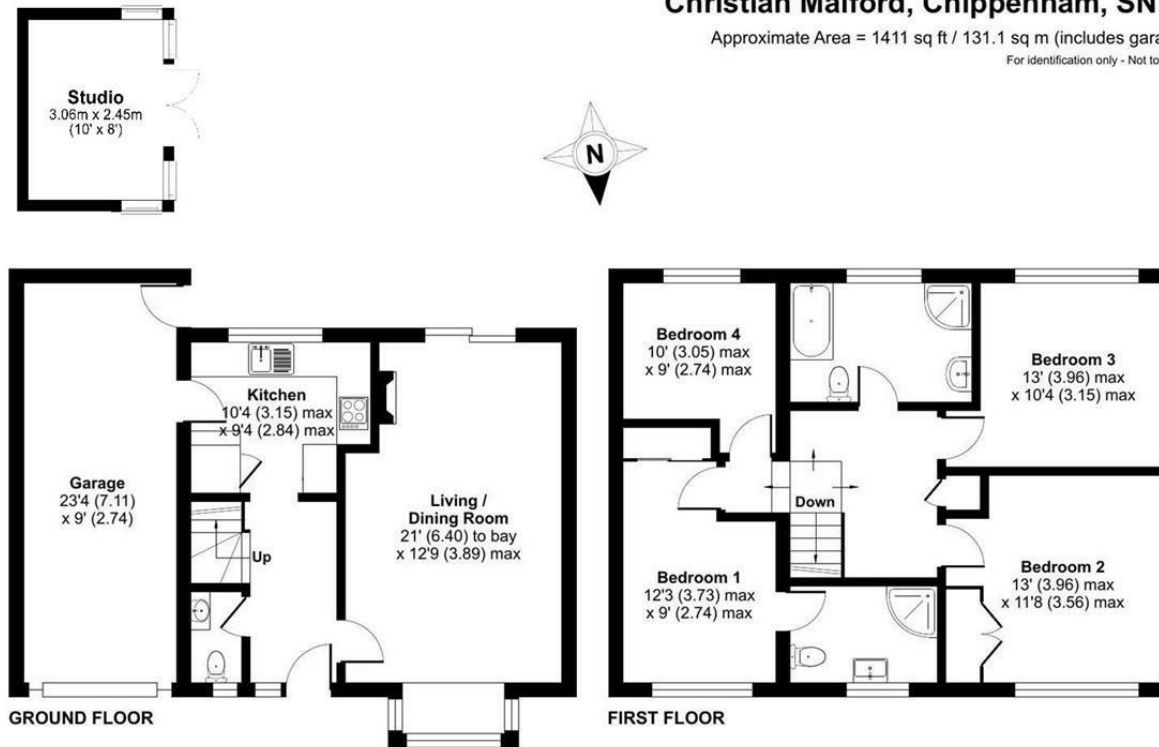 Christian Malford, Chippenham, SN
Approximate Area = 1411 sq ft / 131.1 sq m (includes gara
For identification only - Not to
Studio
3.06m x 2.45m
(10' x 8')
N
Kitchen
10'4 (3.15) max
x 9'4 (2.84) max
Garage
23'4 (7.11)
x 9' (2.74)
Living /
Dining Room
21' (6.40) to bay
x 12'9 (3.89) max
Up
GROUND FLOOR
Bedroom 4
10' (3.05) max
x 9' (2.74) max
Bedroom 3
13' (3.96) max
x 10'4 (3.15) max
Down
Bedroom 1
12'3 (3.73) max
x 9' (2.74) max
Bedroom 2
13' (3.96) max
x 11'8 (3.56) max
FIRST FLOOR